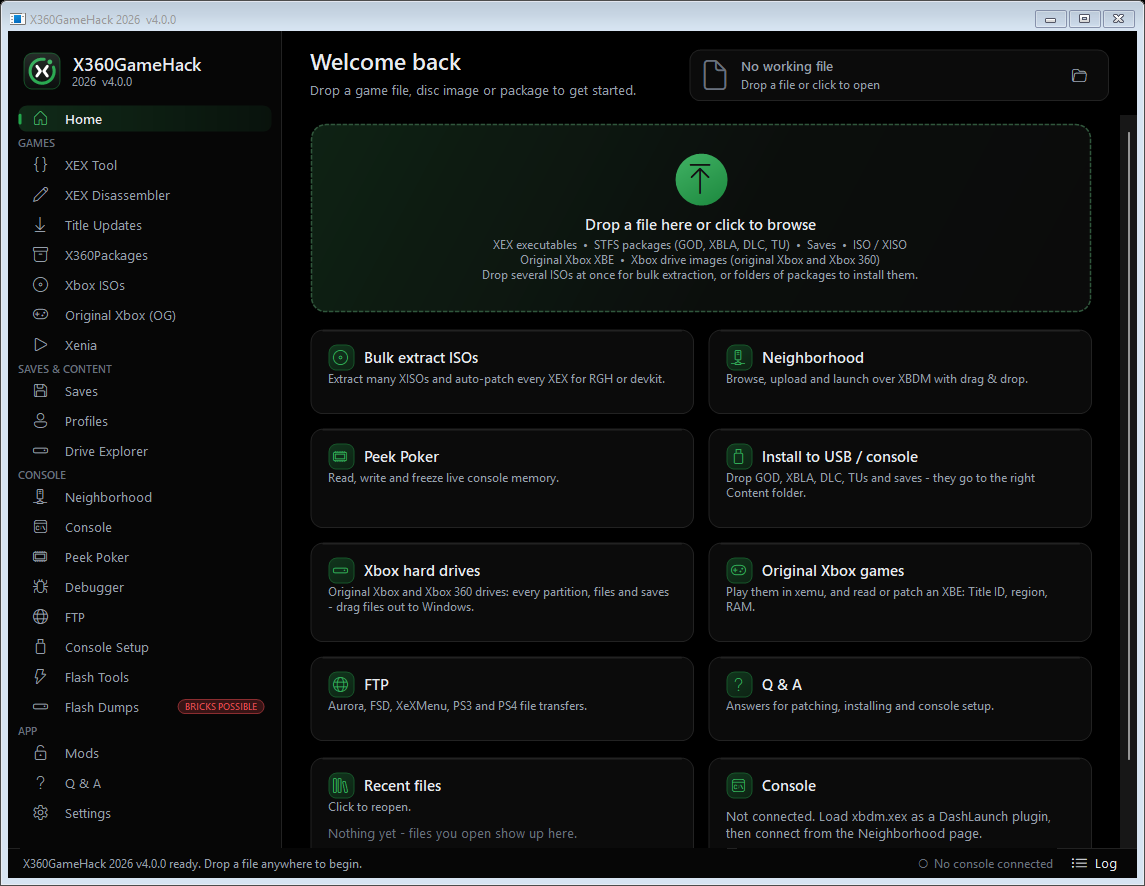 X360GameHack 2026 v4.0.0
X360GameHack
2026 v4.0.0
Home
GAMES
XEX Tool
XEX Disassembler
Title Updates
X360Packages
Xbox ISOs
Original Xbox (OG)
Xenia
SAVES & CONTENT
Saves
Profiles
Drive Explorer
CONSOLE
Neighborhood
Console
Peek Poker
Debugger
FTP
Console Setup
Flash Tools
Flash Dumps
BRICKS POSSIBLE
APP
Mods
Q & A
Settings
Welcome back
Drop a game file, disc image or package to get started.
No working file
Drop a file or click to open
Drop a file here or click to browse
XEX executables • STFS packages (GOD, XBLA, DLC, TU) • Saves • ISO / XISO
Original Xbox XBE • Xbox drive images (original Xbox and Xbox 360)
Drop several ISOs at once for bulk extraction, or folders of packages to install them.
Bulk extract ISOs
Extract many XISOs and auto-patch every XEX for RGH or devkit.
Neighborhood
Browse, upload and launch over XBDM with drag & drop.
Peek Poker
Read, write and freeze live console memory.
Install to USB / console
Drop GOD, XBLA, DLC, TUs and saves - they go to the right
Content folder.
Xbox hard drives
Original Xbox and Xbox 360 drives: every partition, files and saves
- drag files out to Windows.
Original Xbox games
Play them in xemu, and read or patch an XBE: Title ID, region,
RAM.
FTP
Aurora, FSD, XeXMenu, PS3 and PS4 file transfers.
Q & A
Answers for patching, installing and console setup.
Recent files
Click to reopen.
Nothing yet - files you open show up here.
Console
Not connected. Load xbdm.xex as a DashLaunch plugin,
then connect from the Neighborhood page.
X360GameHack 2026 v4.0.0 ready. Drop a file anywhere to begin.
No console connected
Log